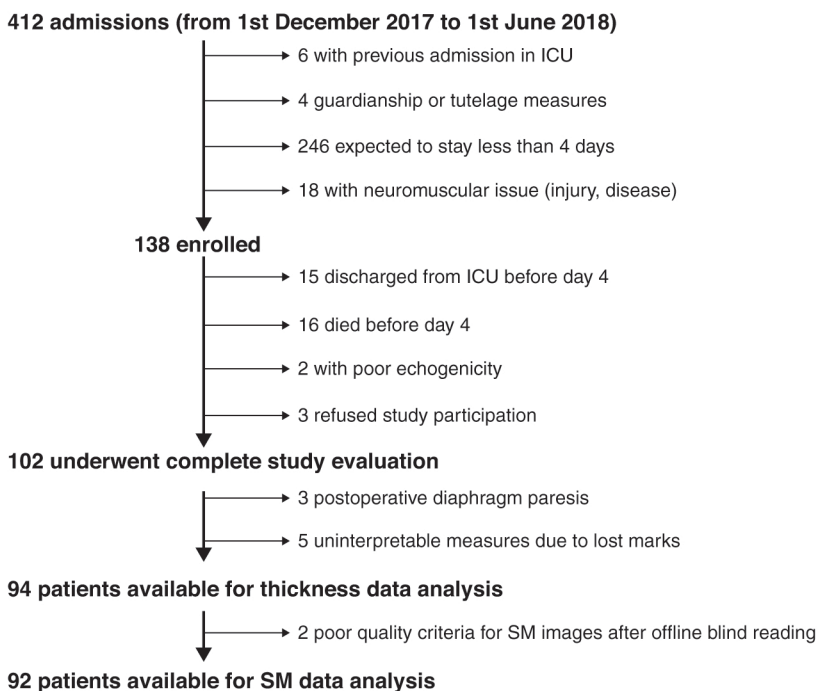 412 admissions (from 1st December 2017 to 1st June 2018)
6 with previous admission in ICU
4 guardianship or tutelage measures
246 expected to stay less than 4 days
18 with neuromuscular issue (injury, disease)
138 enrolled
15 discharged from ICU before day 4
16 died before day 4
2 with poor echogenicity
3 refused study participation
102 underwent complete study evaluation
3 postoperative diaphragm paresis
5 uninterpretable measures due to lost marks
94 patients available for thickness data analysis
2 poor quality criteria for SM images after offline blind reading
92 patients available for SM data analysis